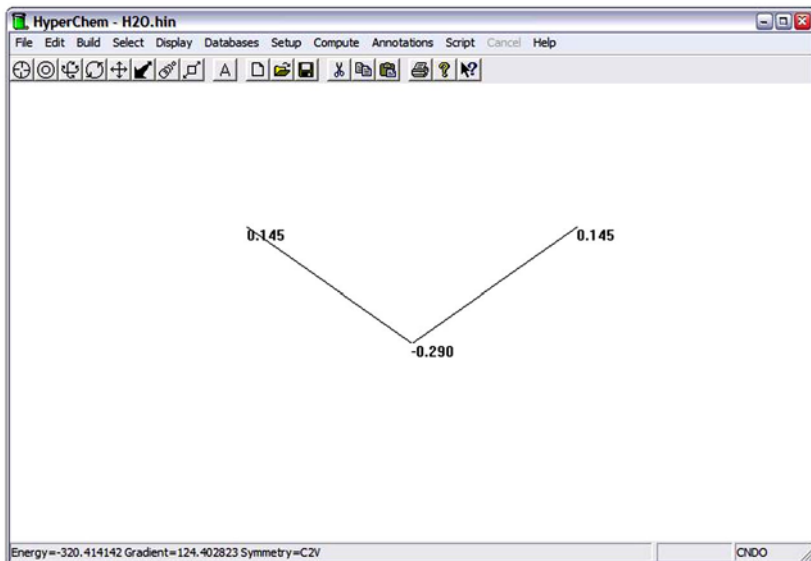 HyperChem - H2O.hin
File Edit Build Select Display Databases Setup Compute Annotations Script Cancel Help
A
0.145 0.145
-0.290
Energy=-320.414142 Gradient=124.402823 Symmetry=C2V CNDO